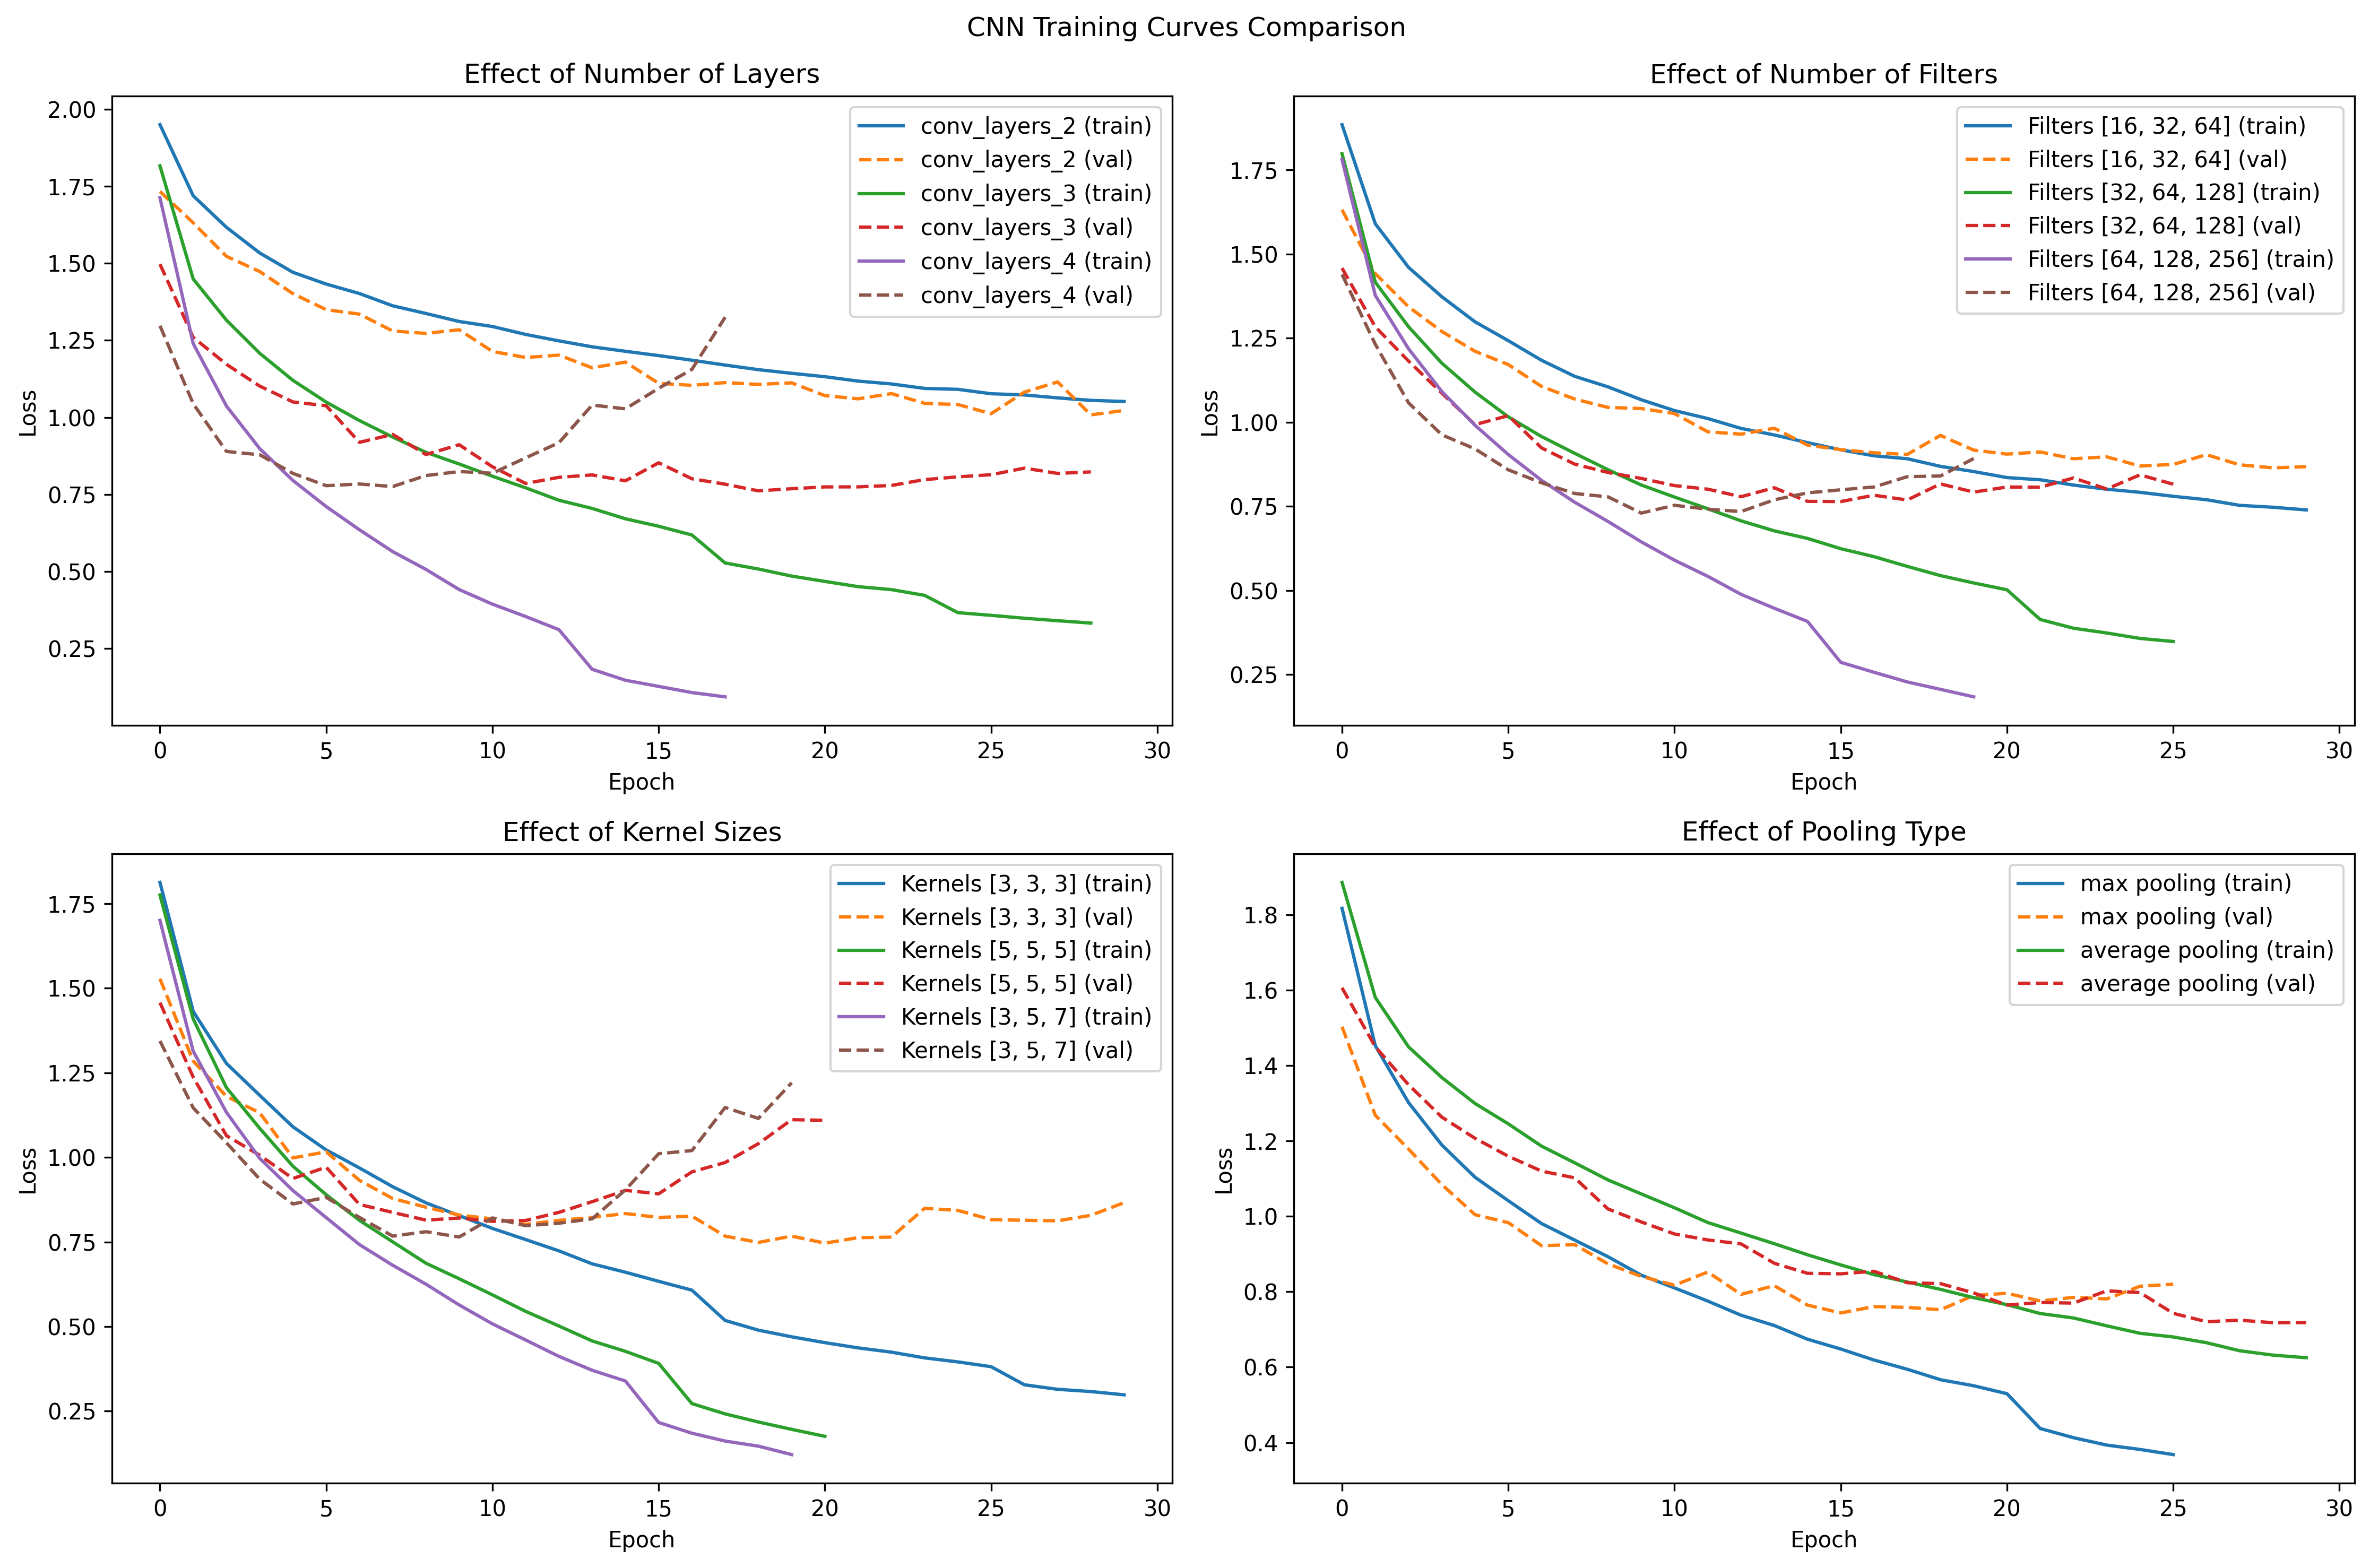 CNN Training Curves Comparison
Effect of Number of Layers
2.00
1.75
1.50
1.25
1.00
0.75
0.50
0.25
Loss
conv_layers_2 (train)
conv_layers_2 (val)
conv_layers_3 (train)
conv_layers_3 (val)
conv_layers_4 (train)
conv_layers_4 (val)
0 5 10 15 20 25 30
Epoch
Effect of Number of Filters
1.75
1.50
1.25
1.00
0.75
0.50
0.25
Loss
Filters [16, 32, 64] (train)
Filters [16, 32, 64] (val)
Filters [32, 64, 128] (train)
Filters [32, 64, 128] (val)
Filters [64, 128, 256] (train)
Filters [64, 128, 256] (val)
0 5 10 15 20 25 30
Epoch
Effect of Kernel Sizes
1.75
1.50
1.25
1.00
0.75
0.50
0.25
Loss
Kernels [3, 3, 3] (train)
Kernels [3, 3, 3] (val)
Kernels [5, 5, 5] (train)
Kernels [5, 5, 5] (val)
Kernels [3, 5, 7] (train)
Kernels [3, 5, 7] (val)
0 5 10 15 20 25 30
Epoch
Effect of Pooling Type
1.8
1.6
1.4
1.2
1.0
0.8
0.6
0.4
Loss
max pooling (train)
max pooling (val)
average pooling (train)
average pooling (val)
0 5 10 15 20 25 30
Epoch